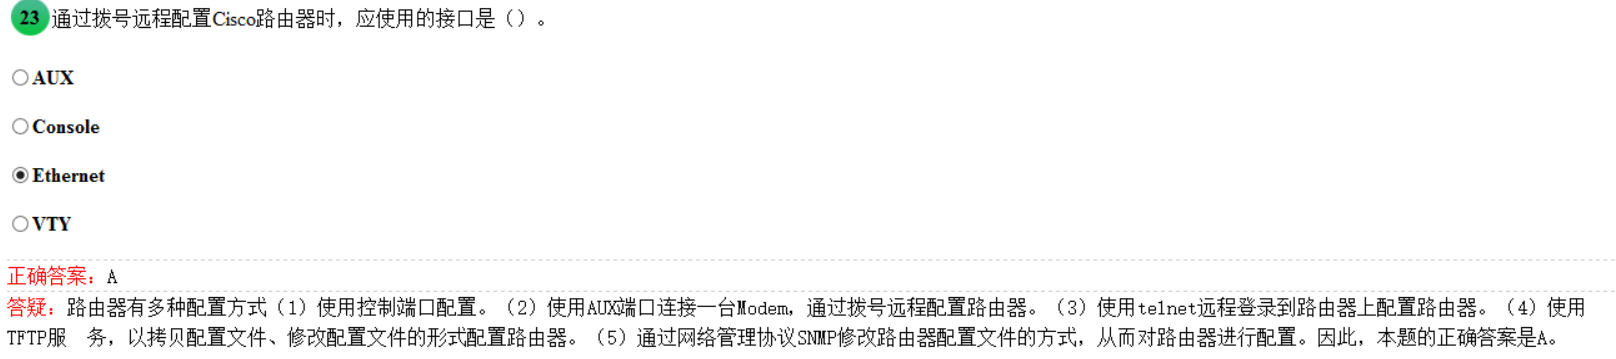 23 通过拨号远程配置Cisco路由器时，应使用的接口是（）。
AUX
Console
Ethernet
VTY
正确答案：A
答疑：路由器有多种配置方式（1）使用控制端口配置。（2）使用AUX端口连接一台Modem，通过拨号远程配置路由器。（3）使用telnet远程登录到路由器上配置路由器。（4）使用
TFTP服　务，以拷贝配置文件、修改配置文件的形式配置路由器。（5）通过网络管理协议SNMP修改路由器配置文件的方式，从而对路由器进行配置。因此，本题的正确答案是A。